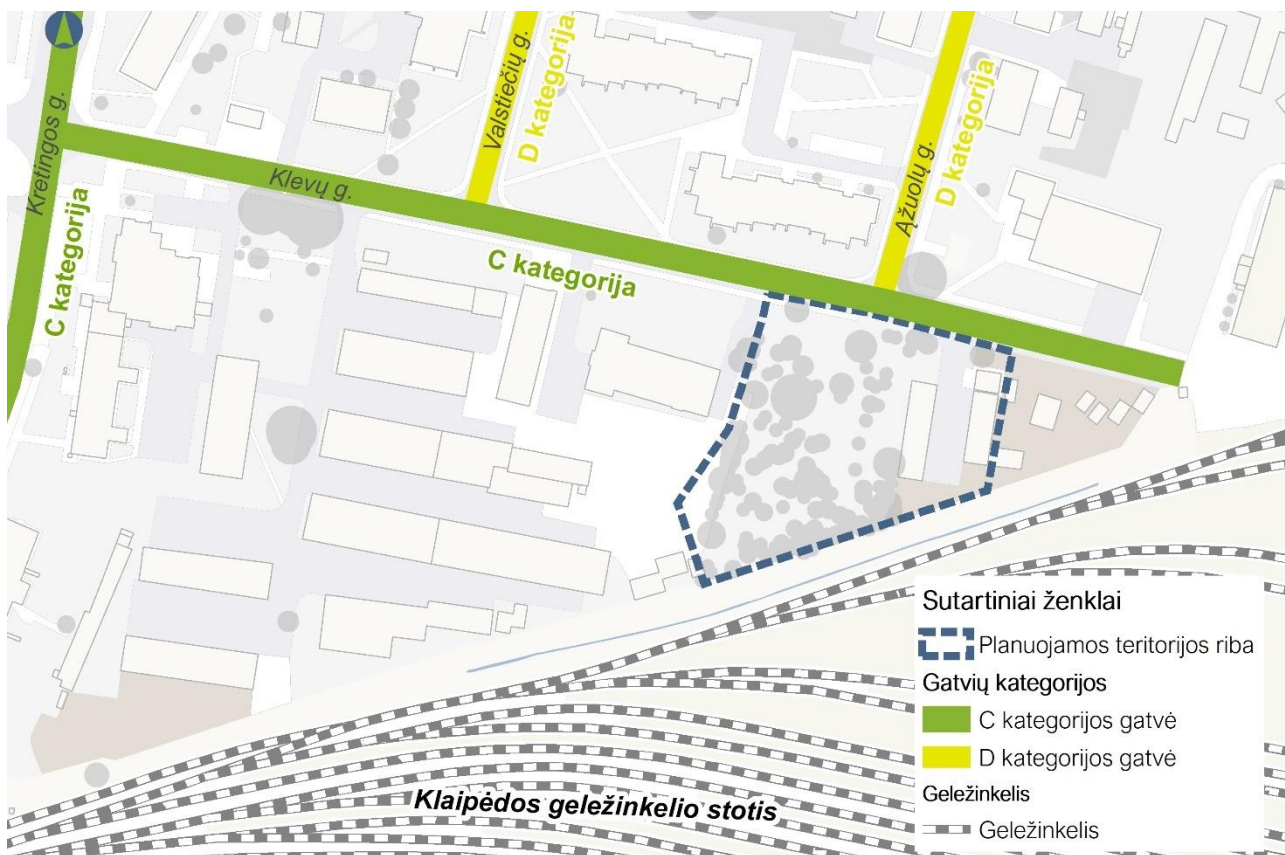 Kretingos g.
C kategorija
Klevų g.
C kategorija
Valstiečių g.
D kategorija
Ąžuolų g.
D kategorija
Klaipėdos geležinkelio stotis
Sutartiniai ženklai
Planuojamos teritorijos riba
Gatvių kategorijos
C kategorijos gatvė
D kategorijos gatvė
Geležinkelis
Geležinkelis